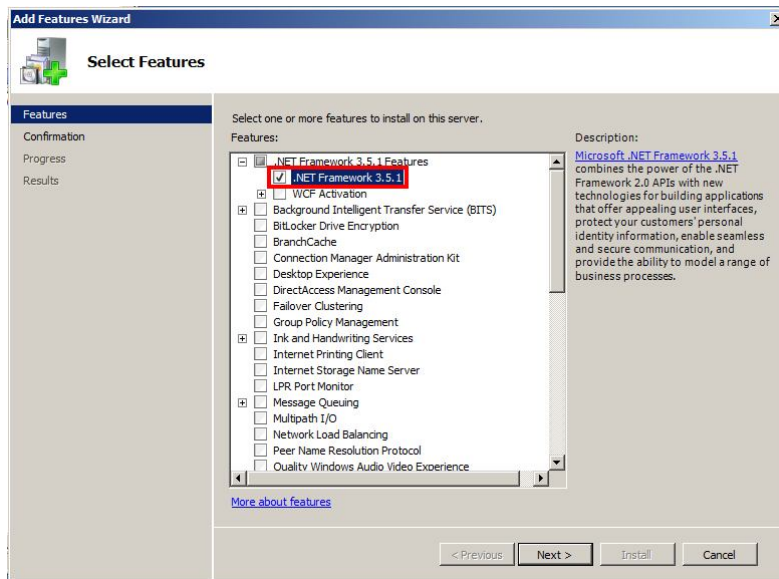 Add Features Wizard
Select Features
Features
Confirmation
Progress
Results
Select one or more features to install on this server.
Features:
.NET Framework 3.5.1 Features
.NET Framework 3.5.1
WCF Activation
Background Intelligent Transfer Service (BITS)
BitLocker Drive Encryption
BranchCache
Connection Manager Administration Kit
Desktop Experience
DirectAccess Management Console
Failover Clustering
Group Policy Management
Ink and Handwriting Services
Internet Printing Client
Internet Storage Name Server
LPR Port Monitor
Message Queuing
Multipath I/O
Network Load Balancing
Peer Name Resolution Protocol
Quality Windows Audio Video Experience
More about features
Description:
Microsoft .NET Framework 3.5.1
combines the power of the .NET
Framework 2.0 APIs with new
technologies for building applications
that offer appealing user interfaces,
protect your customers' personal
identity information, enable seamless
and secure communication, and
provide the ability to model a range of
business processes.
< Previous
Next >
Install
Cancel